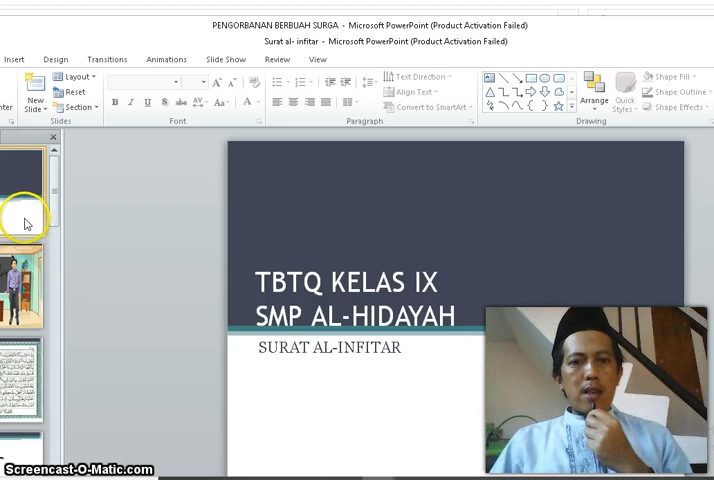 PENGORBANAN BERBUAH SURGA - Microsoft PowerPoint (Product Activation Failed)
Surat al- infitar - Microsoft PowerPoint (Product Activation Failed)
Insert Design Transitions Animations Slide Show Review View
Layout
Reset
Section
New
Slide
Slides
B I U S abc AV Aa A
Font
Text Direction
Align Text
Convert to SmartArt
Paragraph
Arrange
Quick
Styles
Shape Fill
Shape Outline
Shape Effects
Drawing
TBTQ KELAS IX
SMP AL-HIDAYAH
SURAT AL-INFITAR
Screencast-O-Matic.com